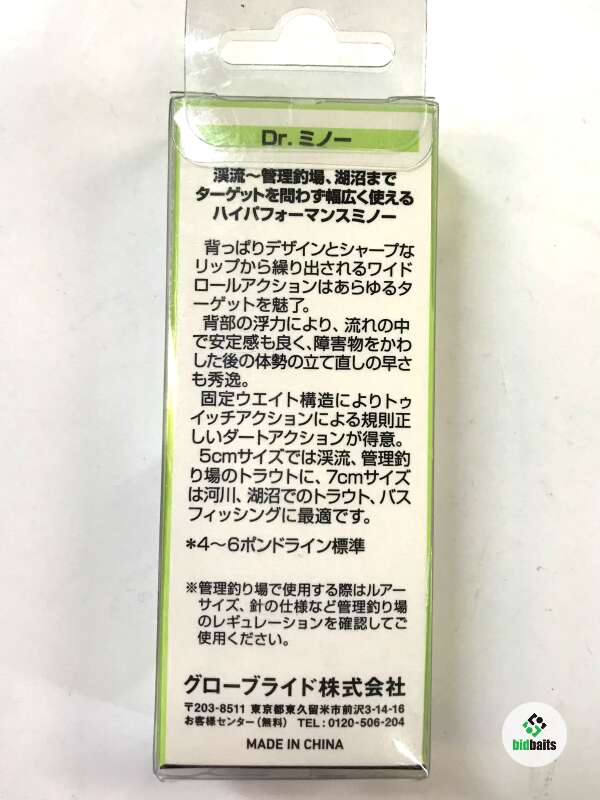 Dr. ミノー
渓流～管理釣場、湖沼まで
ターゲットを問わず幅広く使える
ハイパフォーマンスミノー
背っぱりデザインとシャープな
リップから繰り出されるワイド
ロールアクションはあらゆるタ
ーゲットを魅了。
背部の浮力により、流れの中
で安定感も良く、障害物をかわ
した後の体勢の立て直しの早さ
も秀逸。
固定ウエイト構造によりトゥ
イッチアクションによる規則正
しいダートアクションが得意。
5cmサイズでは渓流、管理釣
り場のトラウトに、7cmサイズ
は河川、湖沼でのトラウト、バス
フィッシングに最適です。
*4～6ポンドライン標準
※管理釣り場で使用する際はルアー
サイズ、針の仕様など管理釣り場
のレギュレーションを確認してご
使用ください。
グローブライド株式会社
〒203-8511 東京都東久留米市前沢3-14-16
お客様センター(無料) TEL:0120-506-204
MADE IN CHINA
bidbaits